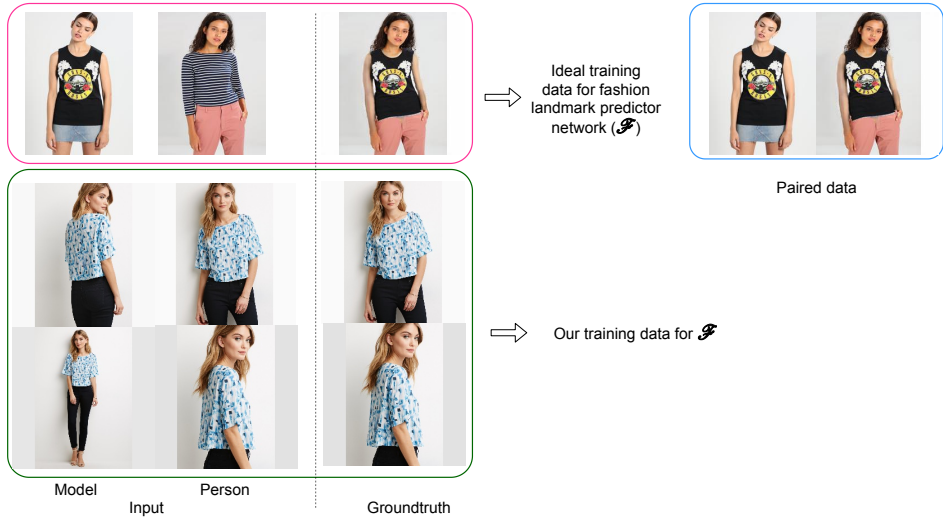 Ideal training
data for fashion
landmark predictor
network (ℱ)
Paired data
Our training data for ℱ
Model
Person
Input
Groundtruth